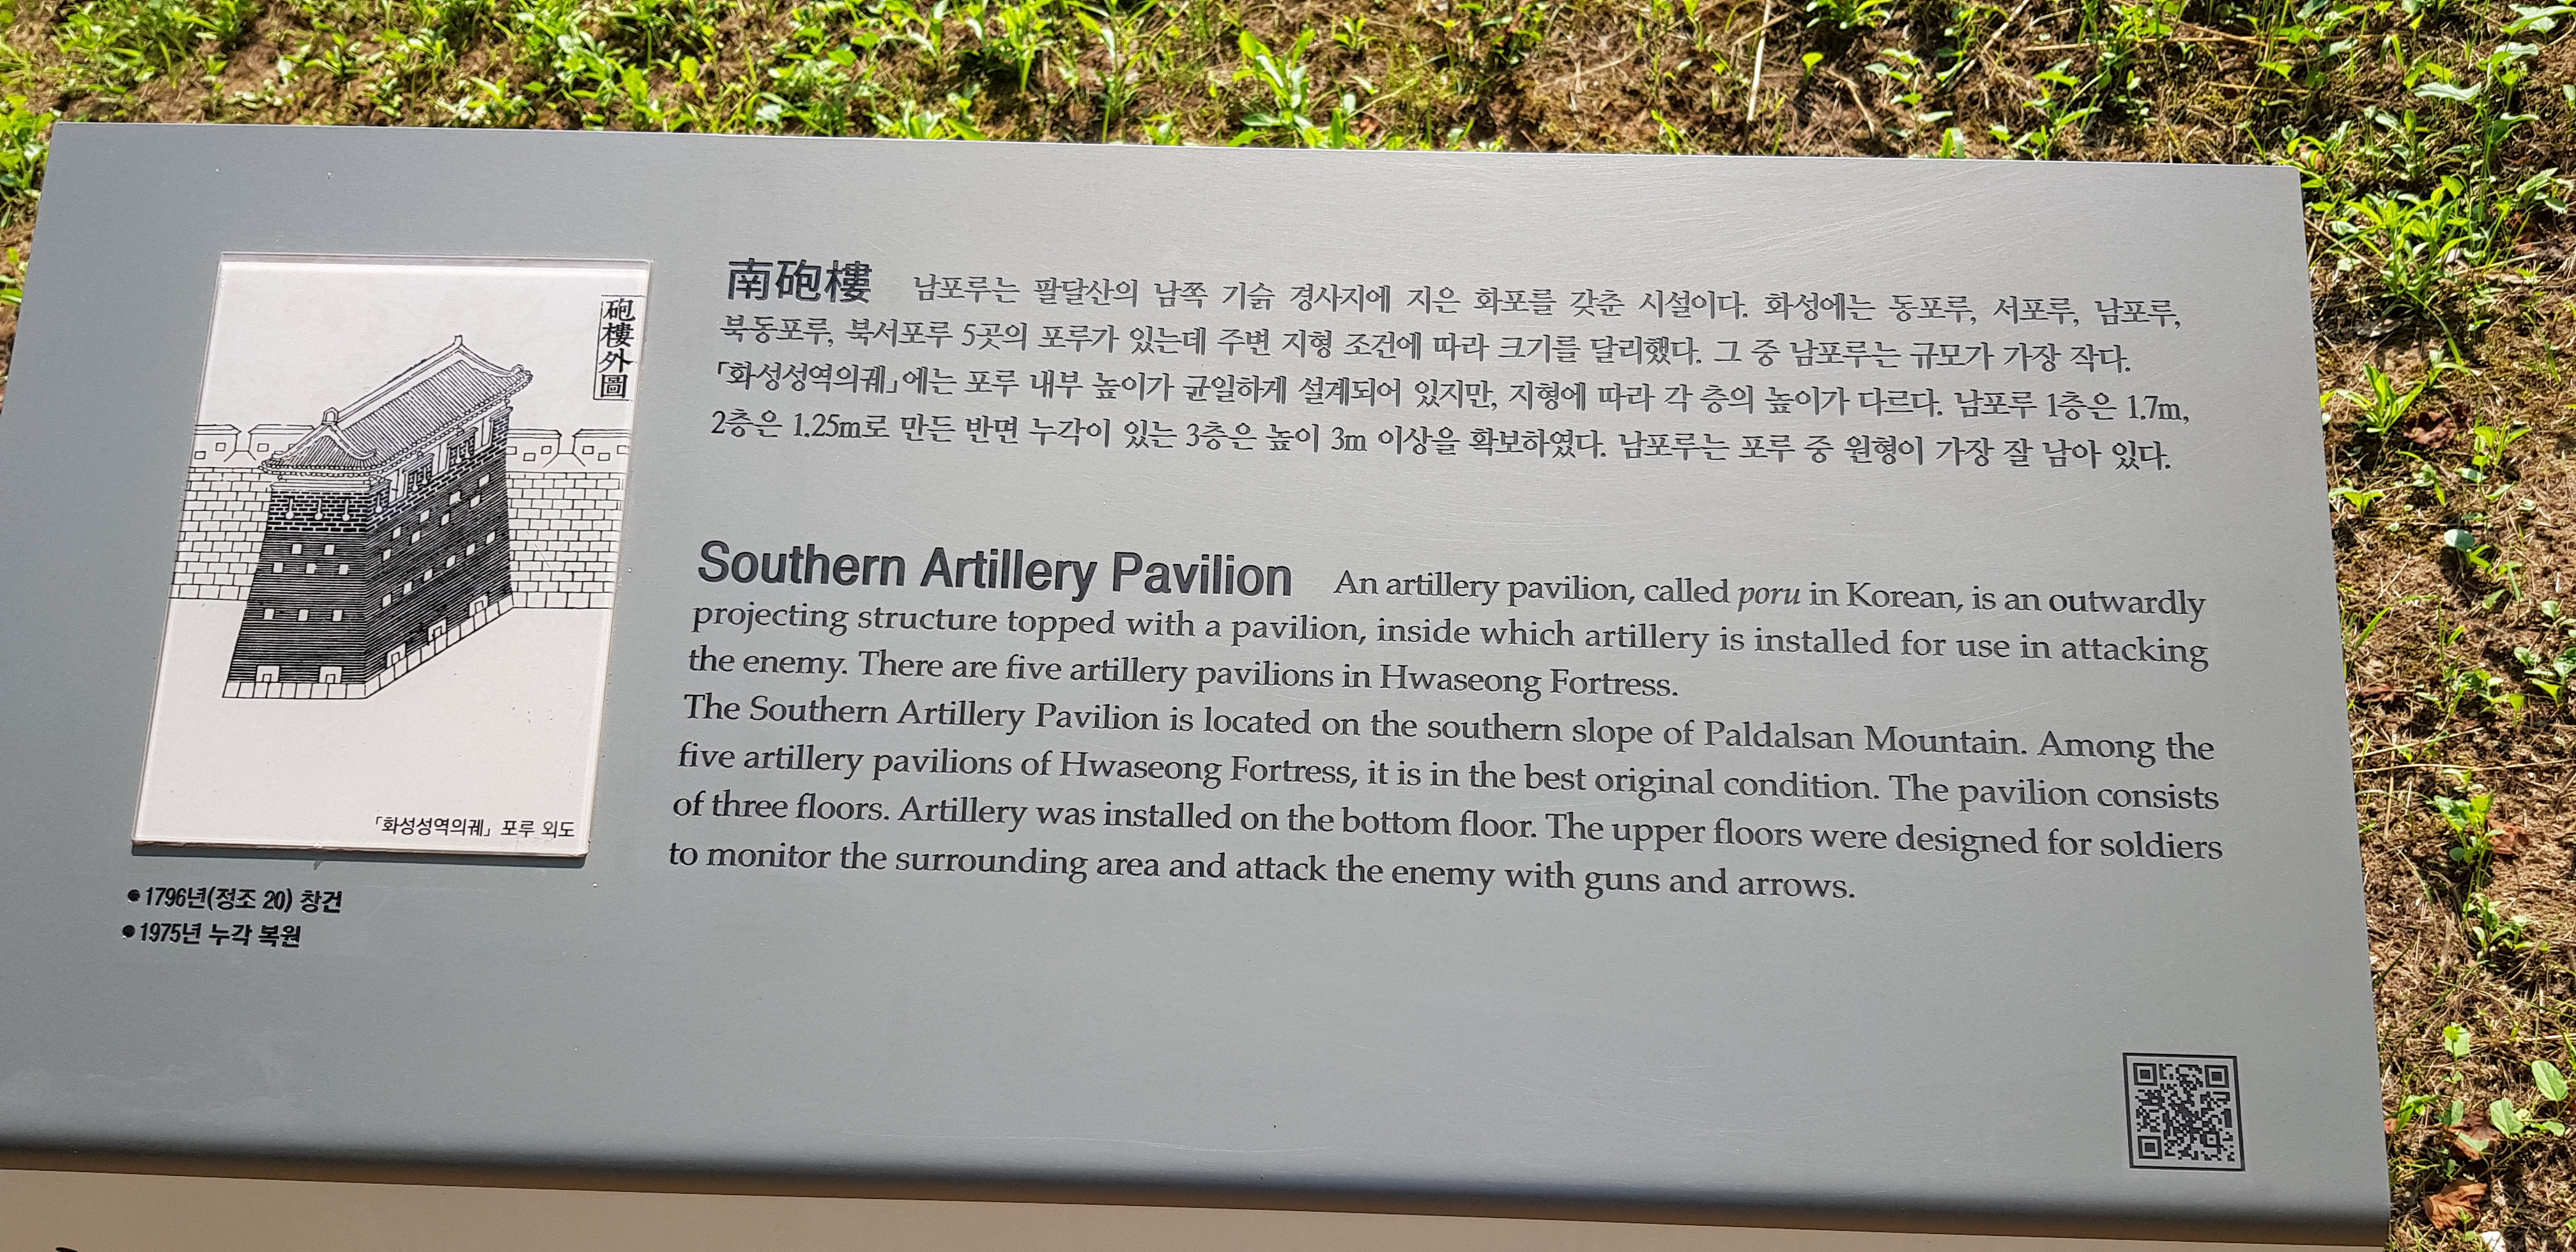 砲樓外圖
「화성성역의궤」 포루 외도
● 1796년(정조 20) 창건
● 1975년 누각 복원
南砲樓 남포루는 팔달산의 남쪽 기슭 경사지에 지은 화포를 갖춘 시설이다. 화성에는 동포루, 서포루, 남포루,
북동포루, 북서포루 5곳의 포루가 있는데 주변 지형 조건에 따라 크기를 달리했다. 그 중 남포루는 규모가 가장 작다.
「화성성역의궤」에는 포루 내부 높이가 균일하게 설계되어 있지만, 지형에 따라 각 층의 높이가 다르다. 남포루 1층은 1.7m,
2층은 1.25m로 만든 반면 누각이 있는 3층은 높이 3m 이상을 확보하였다. 남포루는 포루 중 원형이 가장 잘 남아 있다.
Southern Artillery Pavilion An artillery pavilion, called poru in Korean, is an outwardly
projecting structure topped with a pavilion, inside which artillery is installed for use in attacking
the enemy. There are five artillery pavilions in Hwaseong Fortress.
The Southern Artillery Pavilion is located on the southern slope of Paldalsan Mountain. Among the
five artillery pavilions of Hwaseong Fortress, it is in the best original condition. The pavilion consists
of three floors. Artillery was installed on the bottom floor. The upper floors were designed for soldiers
to monitor the surrounding area and attack the enemy with guns and arrows.